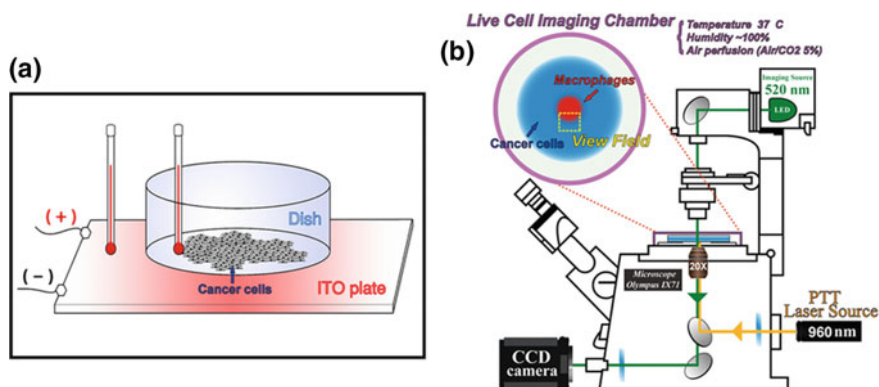 (a)
(+)
(−)
Dish
Cancer cells
ITO plate
(b)
Live Cell Imaging Chamber
Temperature 37 C
Humidity ~100%
Air perfusion (Air/CO2 5%)
Macrophages
Cancer cells
View Field
Imaging Source
520 nm
LED
20X
Microscope
Olympus IX71
PTT
Laser Source
960 nm
CCD
camera